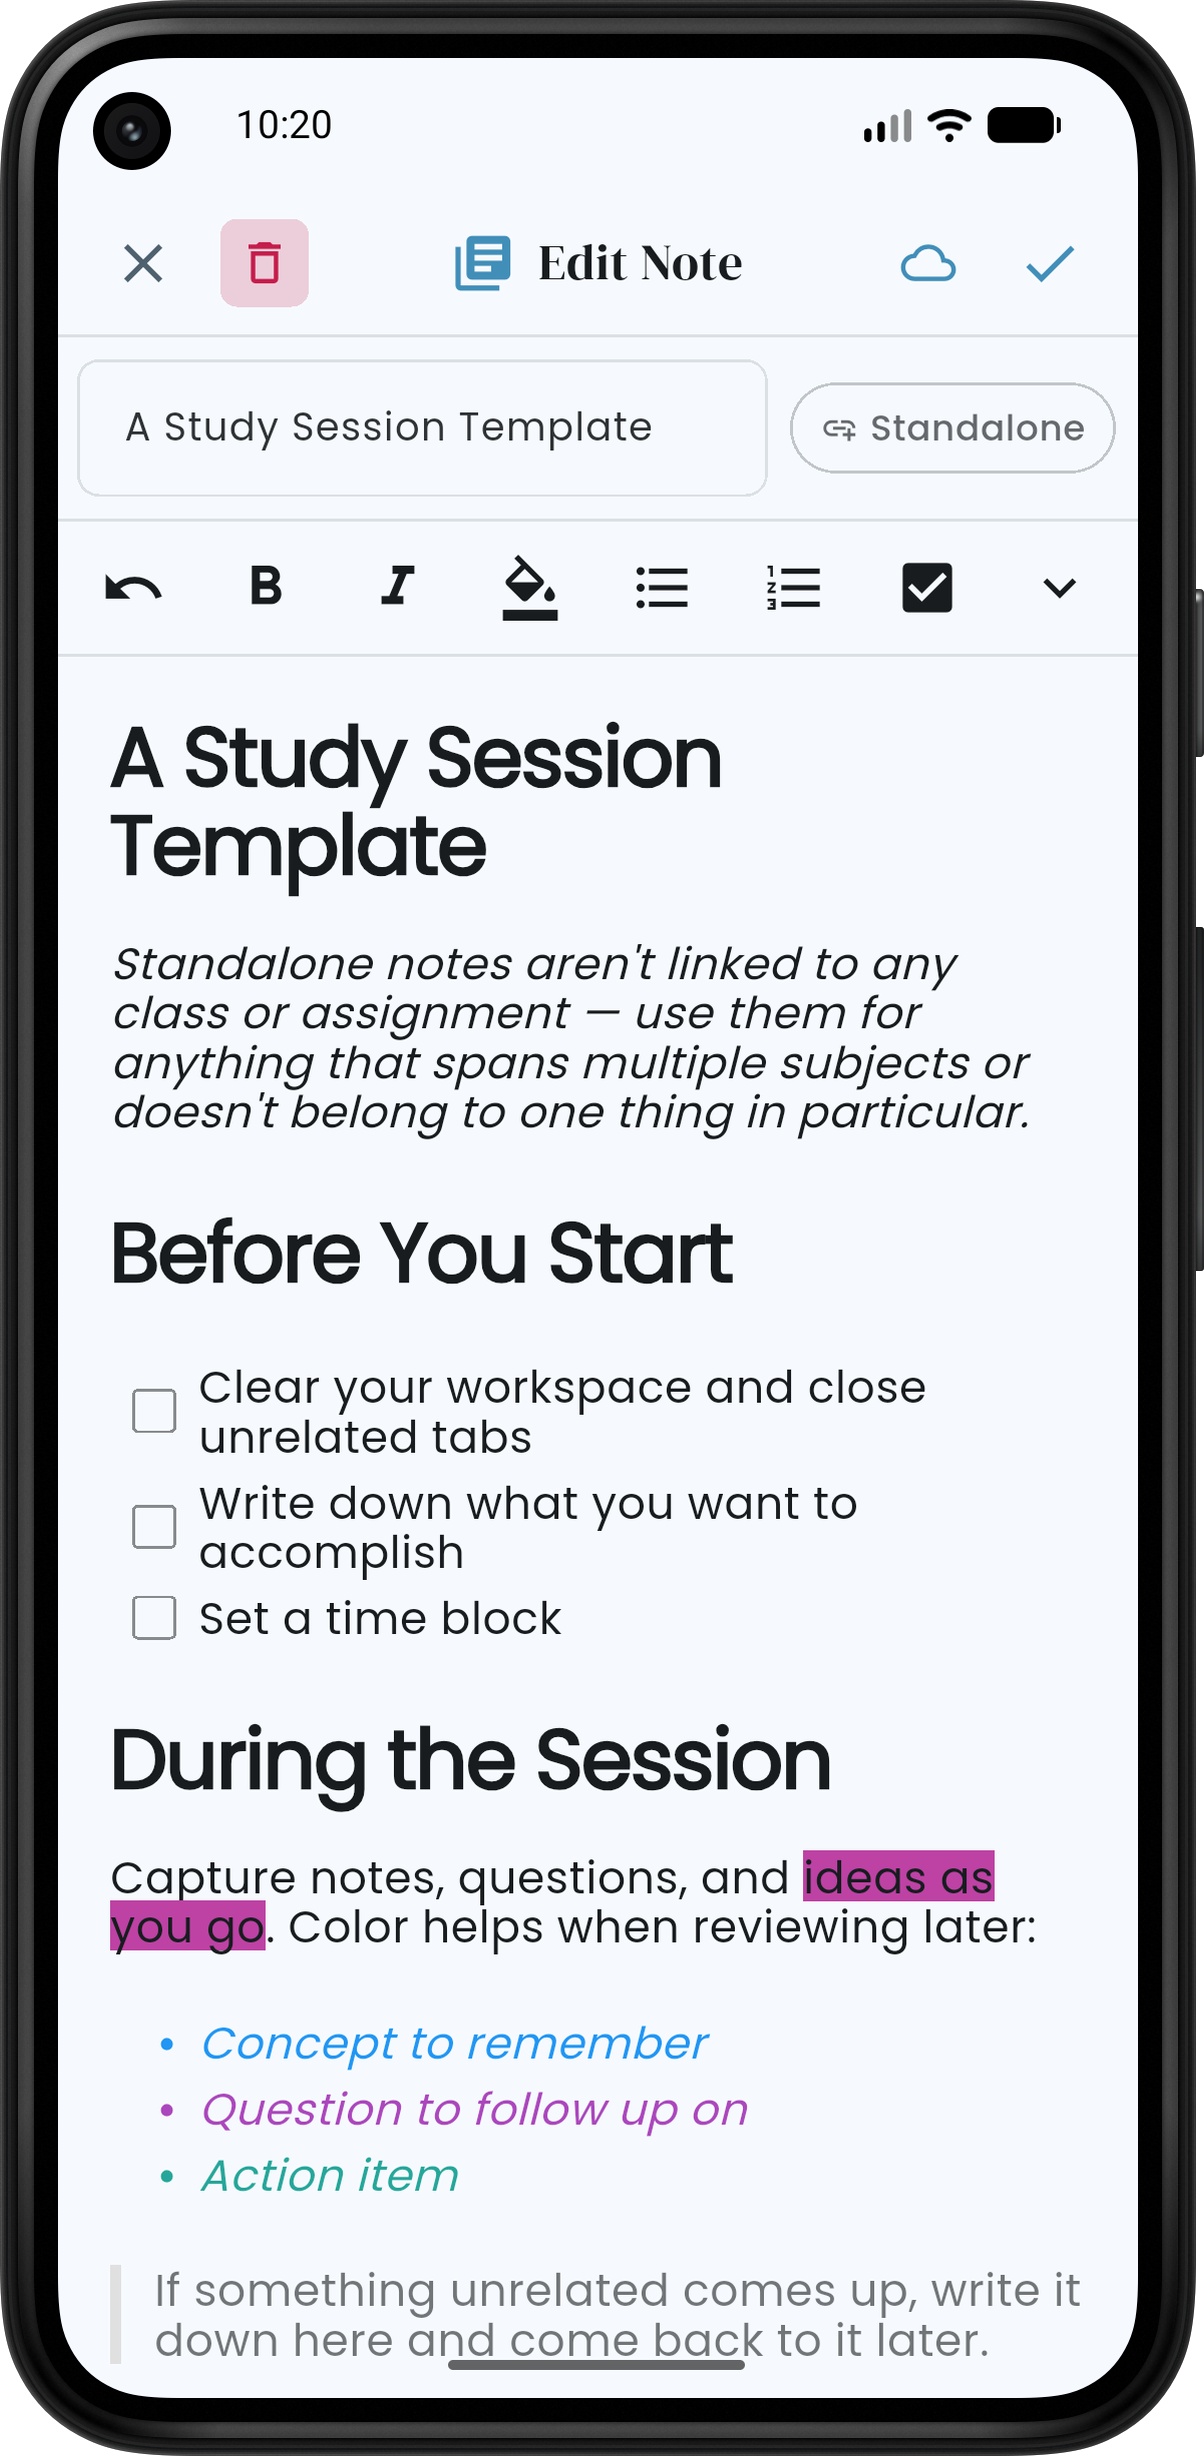 10:20
Edit Note
A Study Session Template
Standalone
B
I
A Study Session
Template
Standalone notes aren't linked to any
class or assignment — use them for
anything that spans multiple subjects or
doesn't belong to one thing in particular.
Before You Start
Clear your workspace and close
unrelated tabs
Write down what you want to
accomplish
Set a time block
During the Session
Capture notes, questions, and ideas as
you go. Color helps when reviewing later:
• Concept to remember
• Question to follow up on
• Action item
If something unrelated comes up, write it
down here and come back to it later.